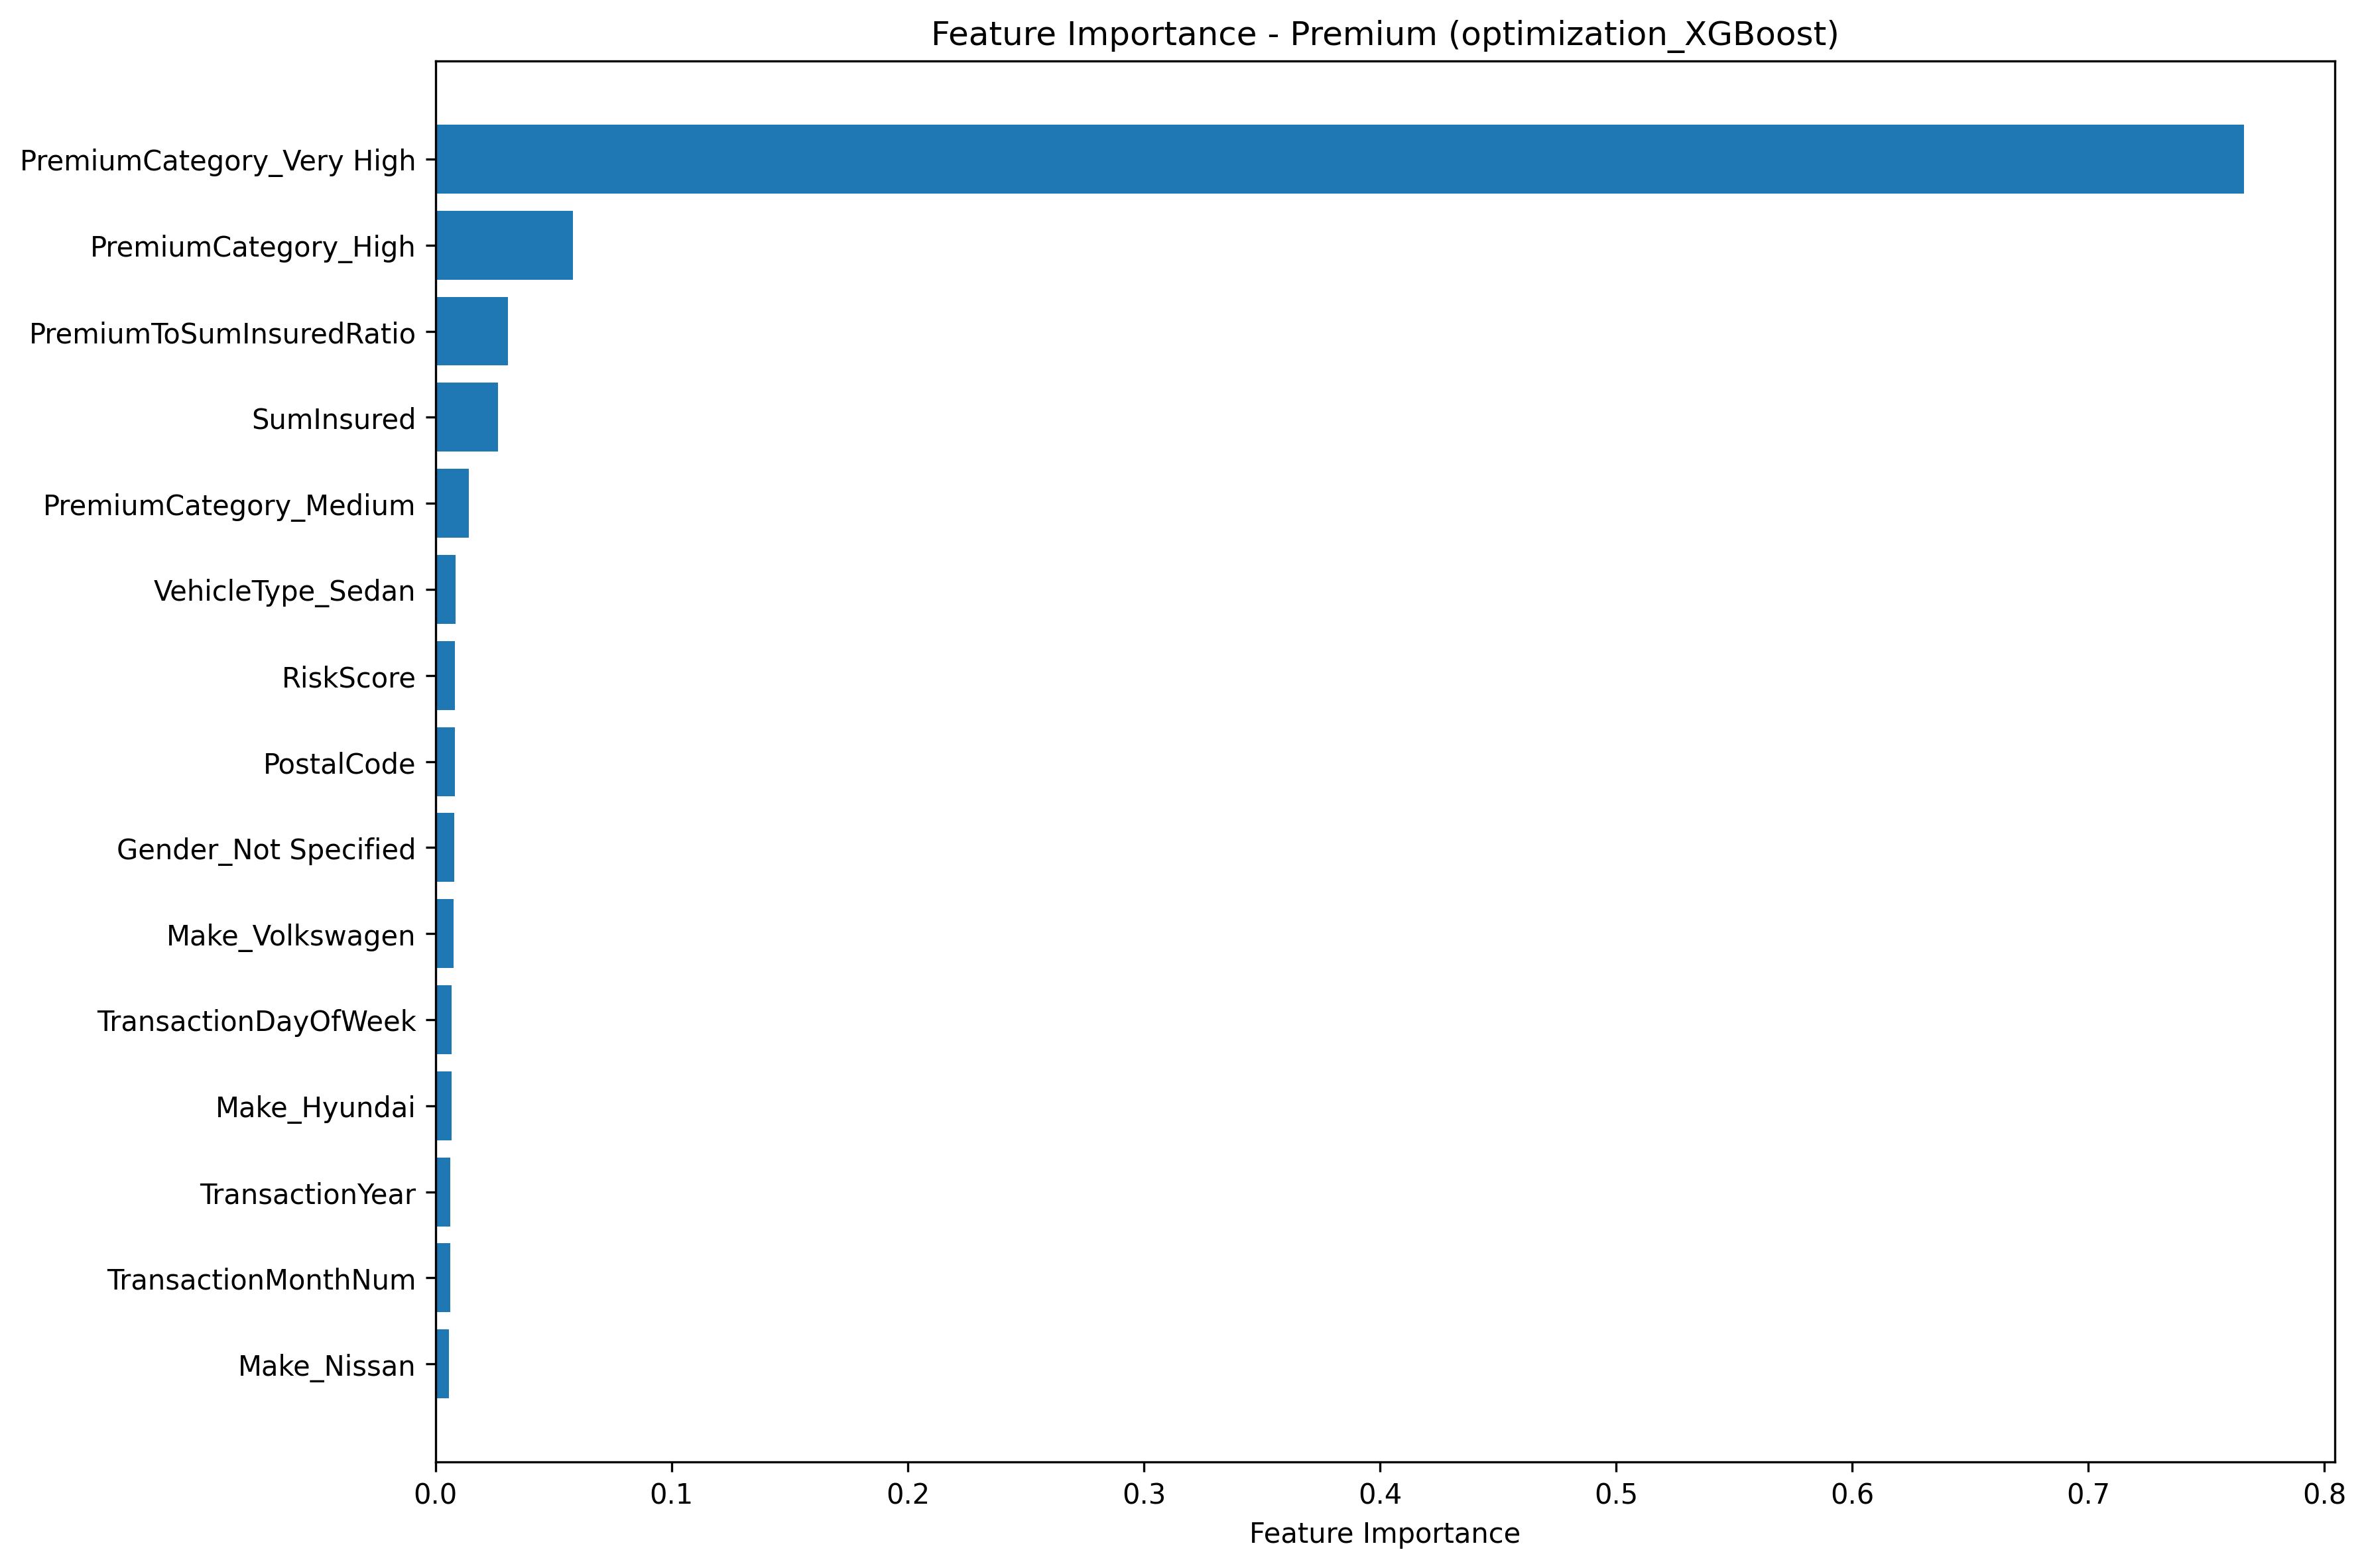 Feature Importance - Premium (optimization_XGBoost)
PremiumCategory_Very High
PremiumCategory_High
PremiumToSumInsuredRatio
SumInsured
PremiumCategory_Medium
VehicleType_Sedan
RiskScore
PostalCode
Gender_Not Specified
Make_Volkswagen
TransactionDayOfWeek
Make_Hyundai
TransactionYear
TransactionMonthNum
Make_Nissan
0.0 0.1 0.2 0.3 0.4 0.5 0.6 0.7 0.8
Feature Importance